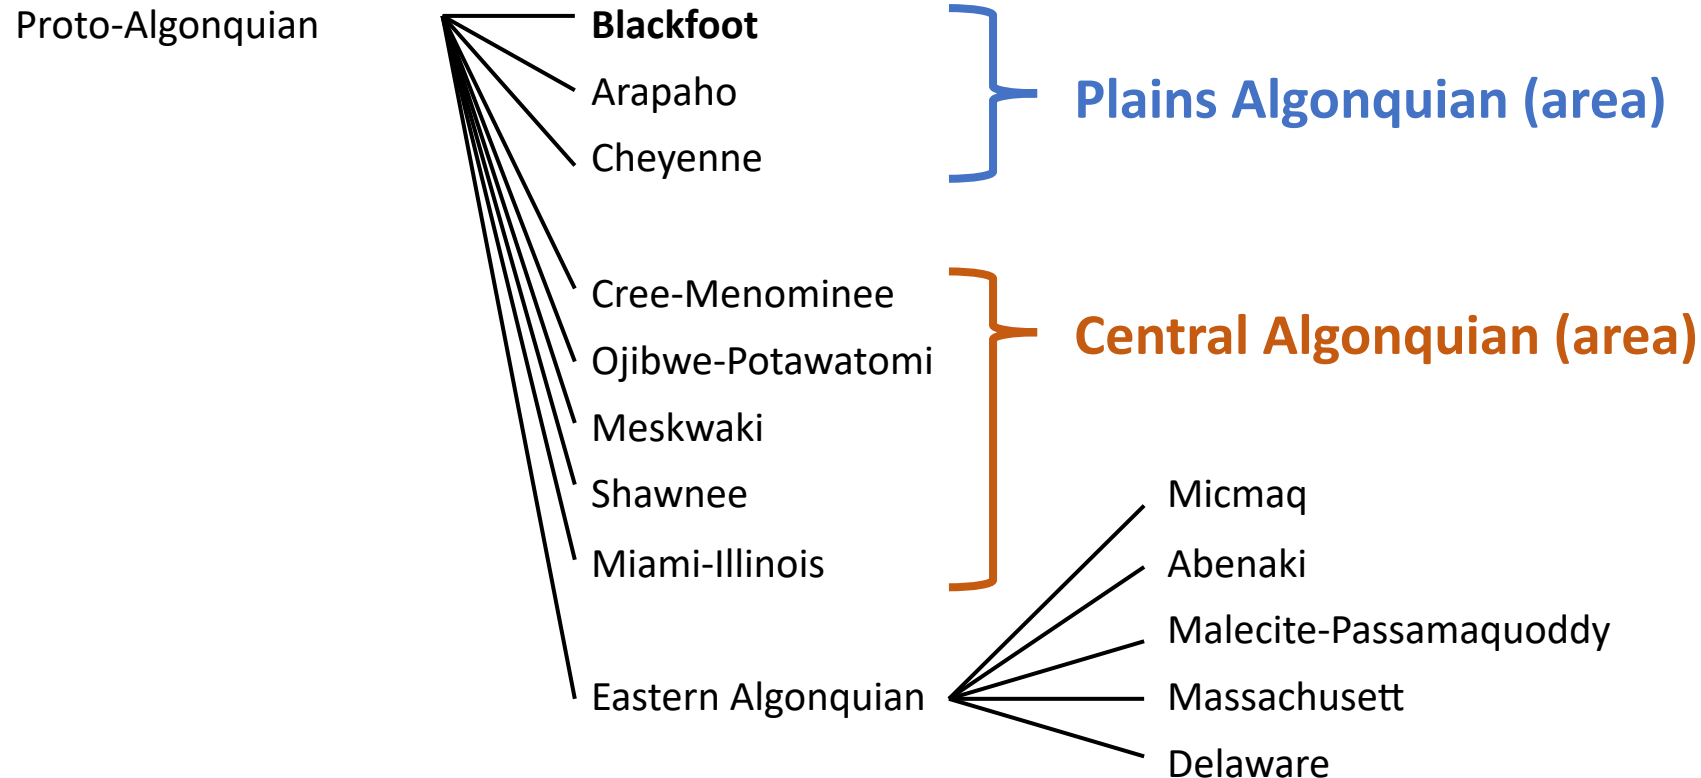 Proto-Algonquian
Blackfoot
Arapaho
Cheyenne
Plains Algonquian (area)
Cree-Menominee
Ojibwe-Potawatomi
Meskwaki
Shawnee
Miami-Illinois
Central Algonquian (area)
Eastern Algonquian
Micmaq
Abenaki
Malecite-Passamaquoddy
Massachusett
Delaware